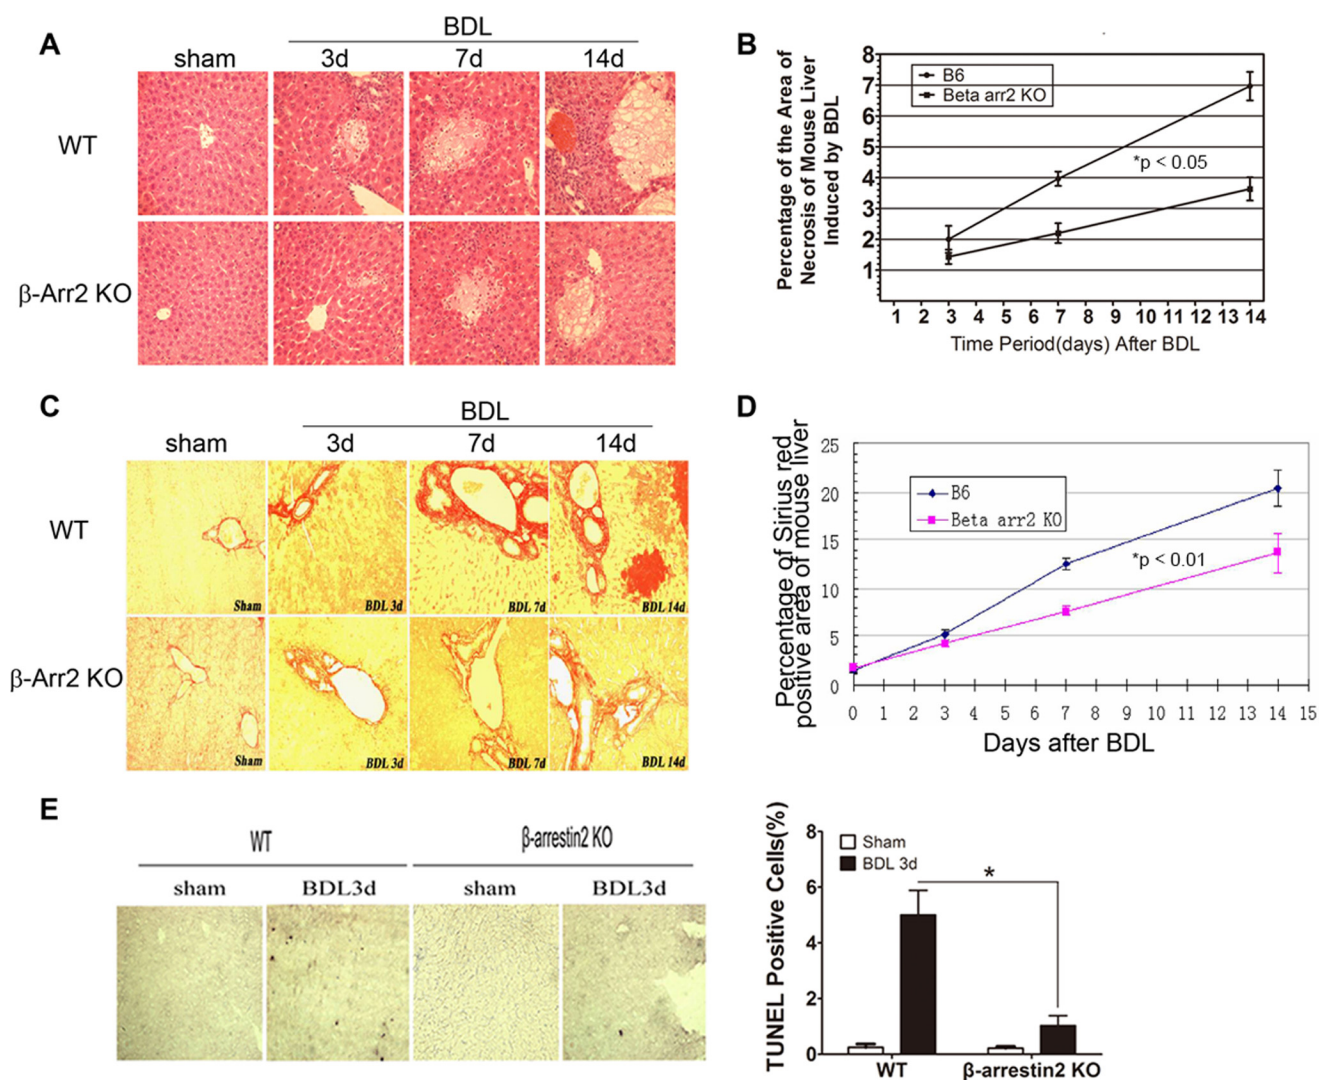 A
BDL
sham 3d 7d 14d
WT
β-Arr2 KO
B
Percentage of the Area of
Necrosis of Mouse Liver
Induced by BDL
8
7
6
5
4
3
2
1
B6
Beta arr2 KO
*p < 0.05
1 2 3 4 5 6 7 8 9 10 11 12 13 14
Time Period(days) After BDL
C
BDL
sham 3d 7d 14d
WT
Sham BDL 3d BDL 7d BDL 14d
β-Arr2 KO
Sham BDL 3d BDL 7d BDL 14d
D
Percentage of Sirius red
positive area of mouse liver
25
20
15
10
5
0
B6
Beta arr2 KO
*p < 0.01
0 1 2 3 4 5 6 7 8 9 10 11 12 13 14 15
Days after BDL
E
WT β-arrestin2 KO
sham BDL3d sham BDL3d
TUNEL Positive Cells(%)
8
6
4
2
0
Sham
BDL 3d
*
WT β-arrestin2 KO